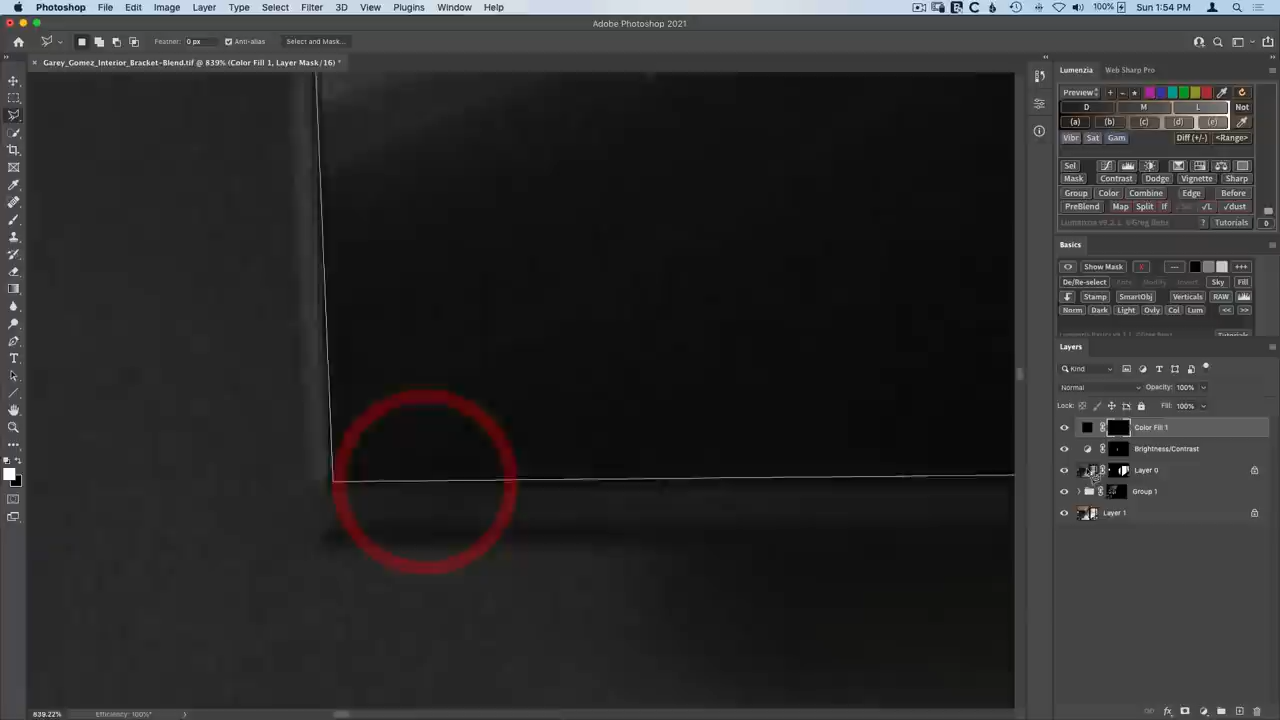 Photoshop File Edit Image Layer Type Select Filter 3D View Plugins Window Help 100% Sun 1:54 PM
Adobe Photoshop 2021
Feather: 0 px Anti-alias Select and Mask...
Garey_Gomez_Interior_Bracket-Blend.tif @ 839% (Color Fill 1, Layer Mask/16) *
Lumenzia Web Sharp Pro
Preview + − ★
D M L Not
(a) (b) (c) (d) (e)
Vibr Sat Gam Diff (+/-) <Range>
Sel
Mask Contrast Dodge Vignette Sharp
Group Color Combine Edge Before
PreBlend Map Split If √L √dust
? Tutorials 0
Basics
Show Mask X +++
De/Re-select Sky Fill
Stamp SmartObj Verticals RAW
Norm Dark Light Ovly Col Lum << >>
Tutorials
Layers
Kind
Normal Opacity: 100%
Lock: Fill: 100%
Color Fill 1
Brightness/Contrast
Layer 0
Group 1
Layer 1
839.22% Efficiency: 100%*